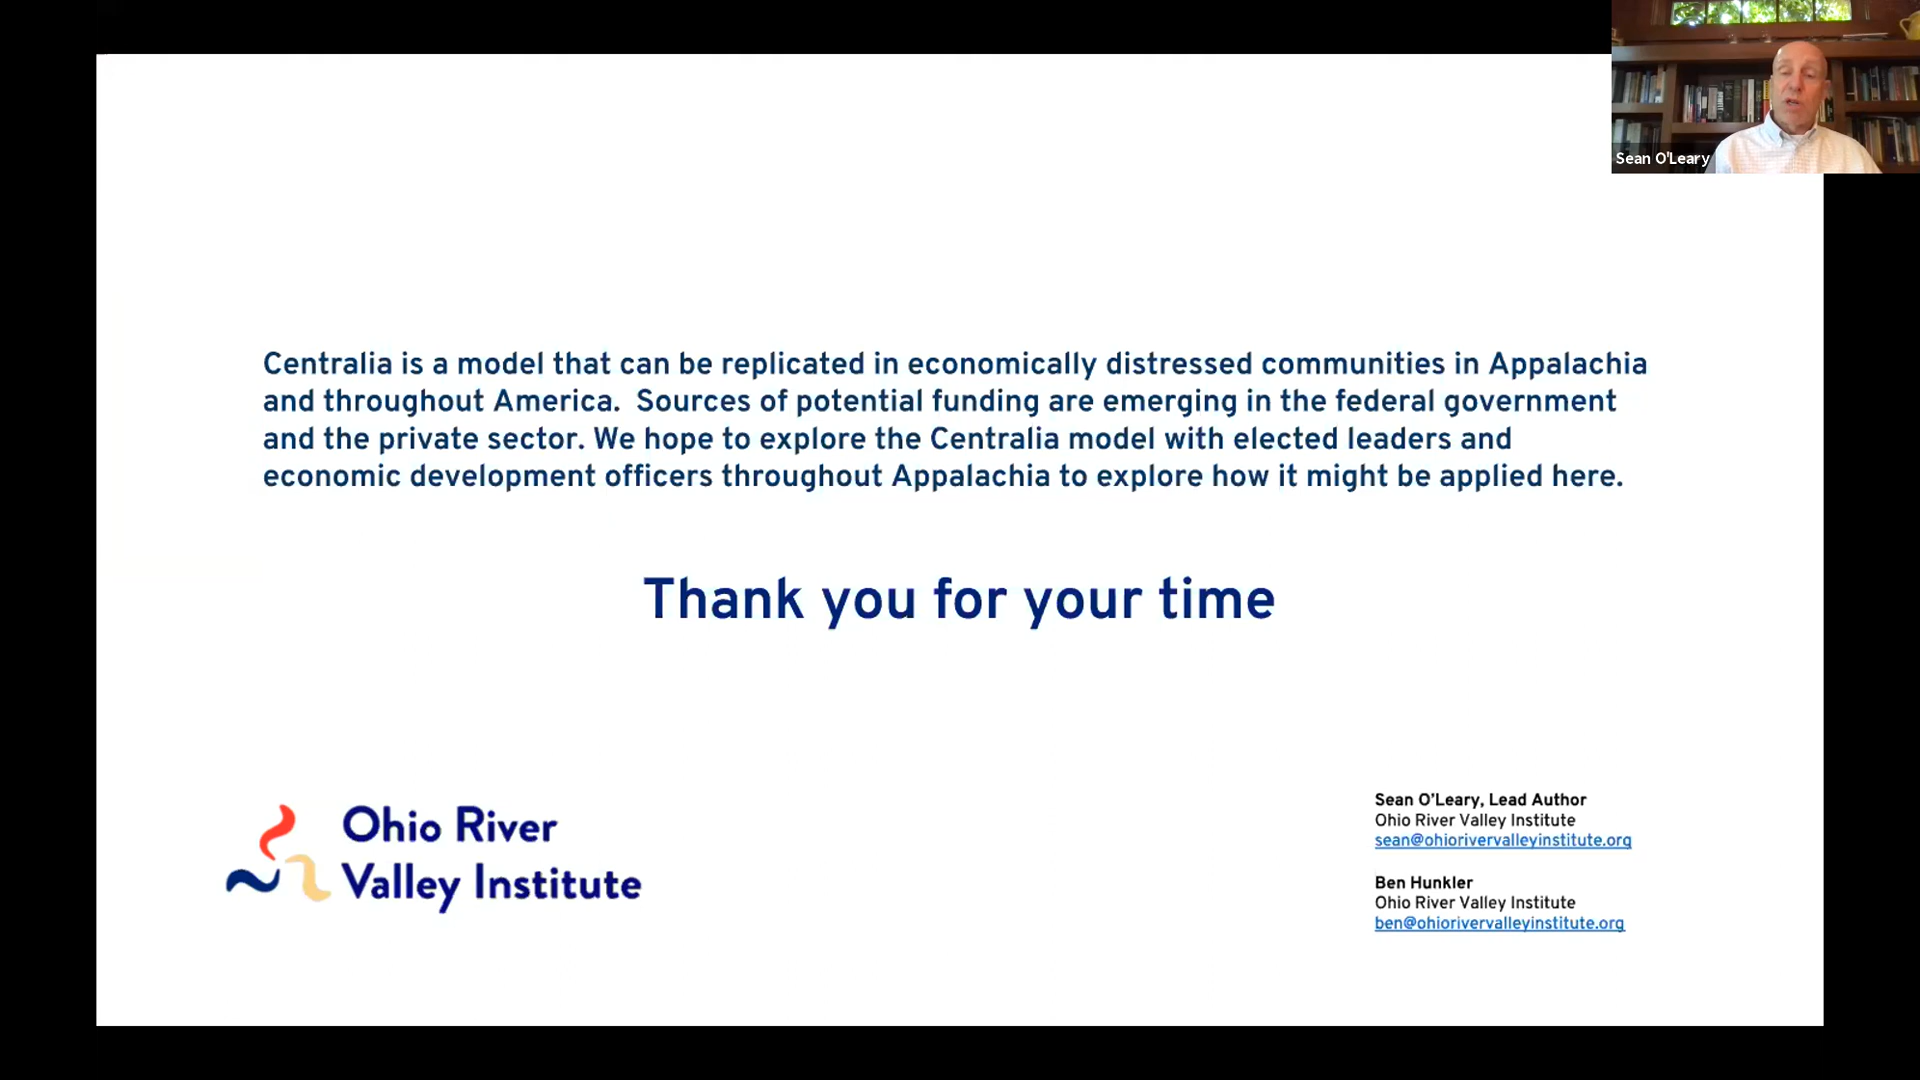 Sean O'Leary
Centralia is a model that can be replicated in economically distressed communities in Appalachia
and throughout America.  Sources of potential funding are emerging in the federal government
and the private sector. We hope to explore the Centralia model with elected leaders and
economic development officers throughout Appalachia to explore how it might be applied here.
Thank you for your time
Ohio River
Valley Institute
Sean O’Leary, Lead Author
Ohio River Valley Institute
sean@ohiorivervalleyinstitute.org
Ben Hunkler
Ohio River Valley Institute
ben@ohiorivervalleyinstitute.org